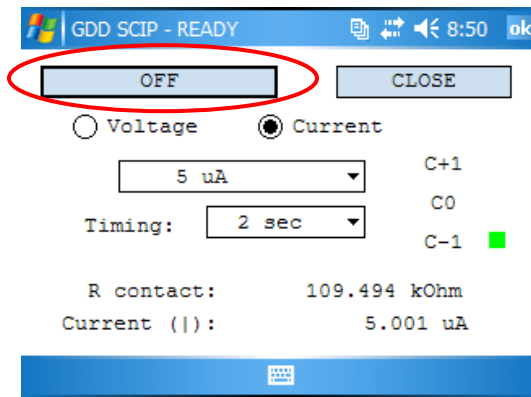 GDD SCIP - READY 8:50 ok
OFF CLOSE
Voltage Current
5 uA C+1
C0
Timing: 2 sec
C-1
R contact: 109.494 kOhm
Current (|): 5.001 uA